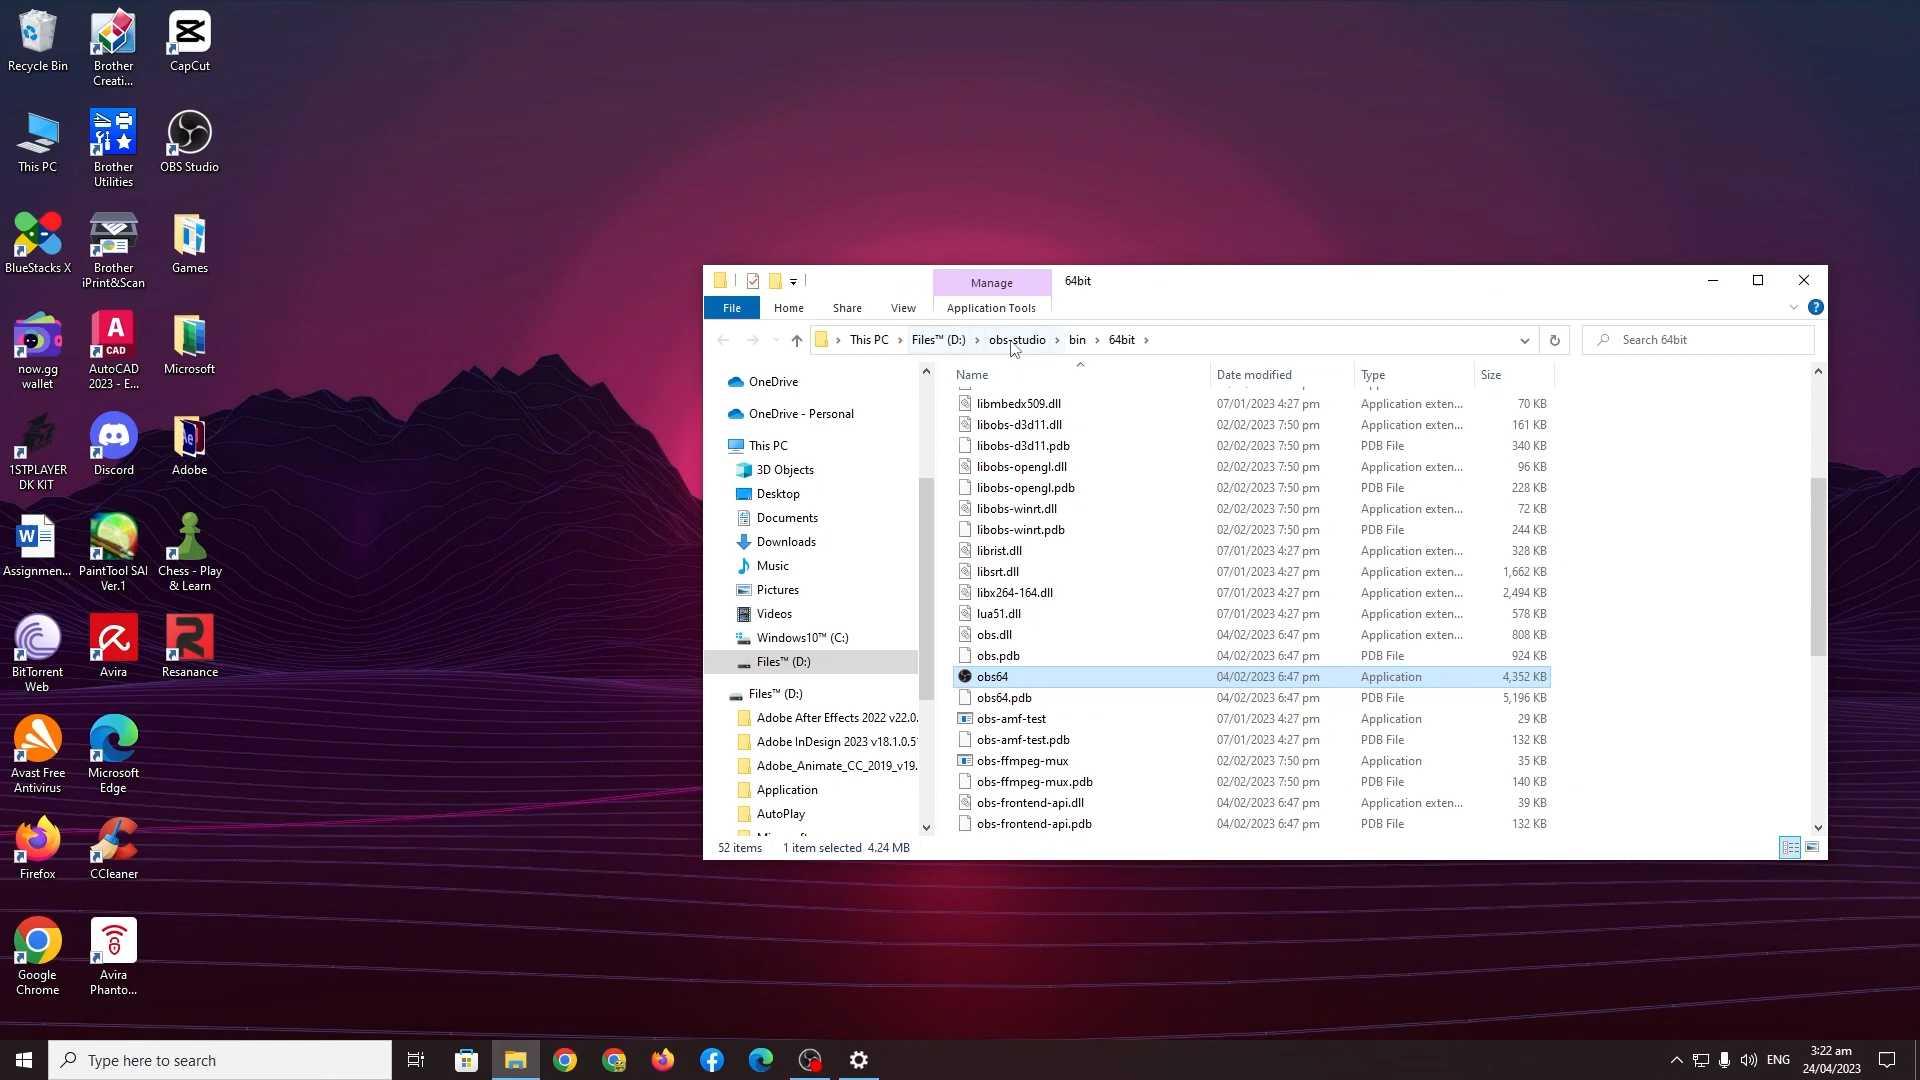 Recycle Bin
Brother
Creati...
CapCut
This PC
Brother
Utilities
OBS Studio
BlueStacks X
Brother
iPrint&Scan
Games
now.gg
wallet
AutoCAD
2023 - E...
Microsoft
1STPLAYER
DK KIT
Discord
Adobe
Assignmen...
PaintTool SAI
Ver.1
Chess - Play
& Learn
BitTorrent
Web
Avira
Resanance
Avast Free
Antivirus
Microsoft
Edge
Firefox
CCleaner
Google
Chrome
Avira
Phanto...
Manage
64bit
File
Home
Share
View
Application Tools
This PC
Files™ (D:)
obs-studio
bin
64bit
Search 64bit
Name
Date modified
Type
Size
OneDrive
OneDrive - Personal
This PC
3D Objects
Desktop
Documents
Downloads
Music
Pictures
Videos
Windows10™ (C:)
Files™ (D:)
Files™ (D:)
Adobe After Effects 2022 v22.0.
Adobe InDesign 2023 v18.1.0.5
Adobe_Animate_CC_2019_v19.
Application
AutoPlay
libmbedx509.dll 07/01/2023 4:27 pm Application exten... 70 KB
libobs-d3d11.dll 02/02/2023 7:50 pm Application exten... 161 KB
libobs-d3d11.pdb 02/02/2023 7:50 pm PDB File 340 KB
libobs-opengl.dll 02/02/2023 7:50 pm Application exten... 96 KB
libobs-opengl.pdb 02/02/2023 7:50 pm PDB File 228 KB
libobs-winrt.dll 02/02/2023 7:50 pm Application exten... 72 KB
libobs-winrt.pdb 02/02/2023 7:50 pm PDB File 244 KB
librist.dll 07/01/2023 4:27 pm Application exten... 328 KB
libsrt.dll 07/01/2023 4:27 pm Application exten... 1,662 KB
libx264-164.dll 07/01/2023 4:27 pm Application exten... 2,494 KB
lua51.dll 07/01/2023 4:27 pm Application exten... 578 KB
obs.dll 04/02/2023 6:47 pm Application exten... 808 KB
obs.pdb 04/02/2023 6:47 pm PDB File 924 KB
obs64 04/02/2023 6:47 pm Application 4,352 KB
obs64.pdb 04/02/2023 6:47 pm PDB File 5,196 KB
obs-amf-test 07/01/2023 4:27 pm Application 29 KB
obs-amf-test.pdb 07/01/2023 4:27 pm PDB File 132 KB
obs-ffmpeg-mux 02/02/2023 7:50 pm Application 35 KB
obs-ffmpeg-mux.pdb 02/02/2023 7:50 pm PDB File 140 KB
obs-frontend-api.dll 04/02/2023 6:47 pm Application exten... 39 KB
obs-frontend-api.pdb 04/02/2023 6:47 pm PDB File 132 KB
52 items 1 item selected 4.24 MB
Type here to search
ENG
3:22 am
24/04/2023